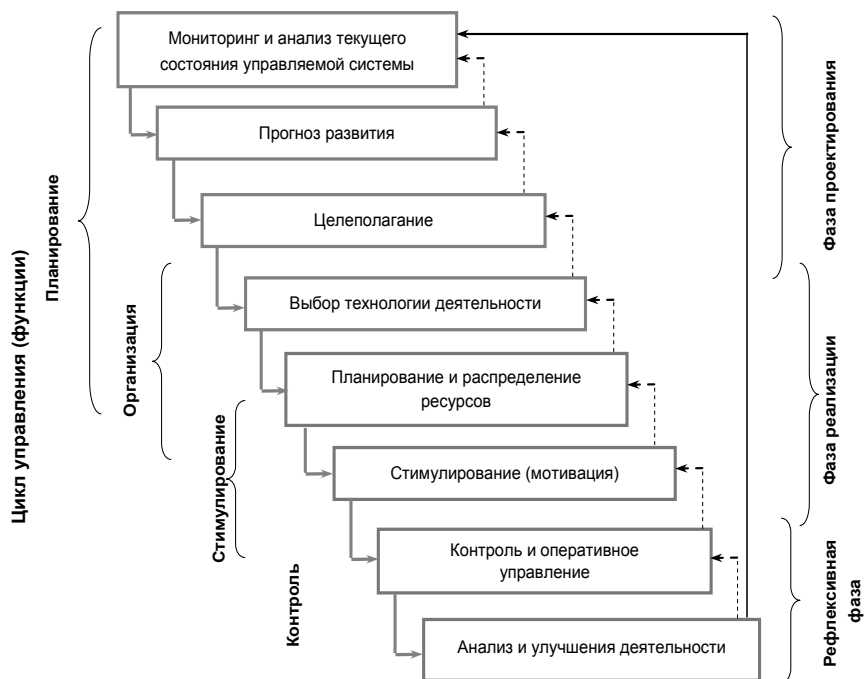 Мониторинг и анализ текущего
состояния управляемой системы
Прогноз развития
Целеполагание
Выбор технологии деятельности
Планирование и распределение
ресурсов
Стимулирование (мотивация)
Контроль и оперативное
управление
Анализ и улучшения деятельности
Цикл управления (функции)
Планирование
Организация
Стимулирование
Контроль
Фаза проектирования
Фаза реализации
Рефлексивная
фаза